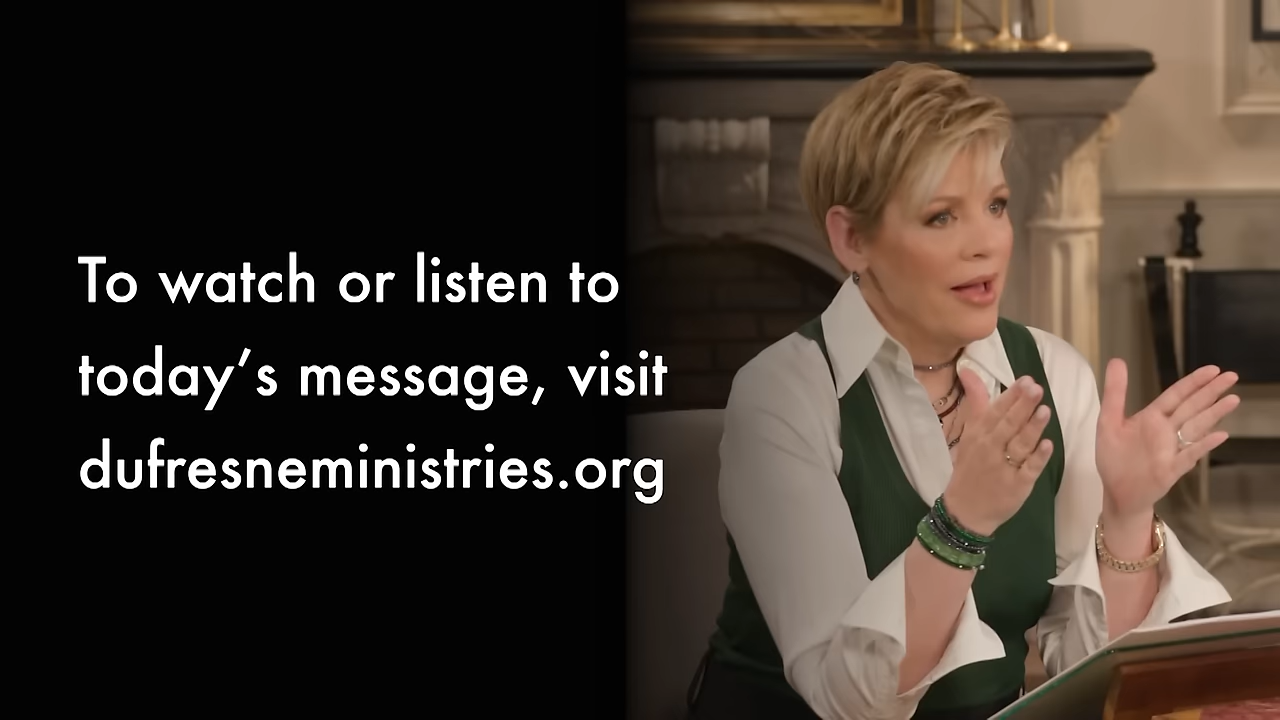 To watch or listen to
today’s message, visit
dufresneministries.org